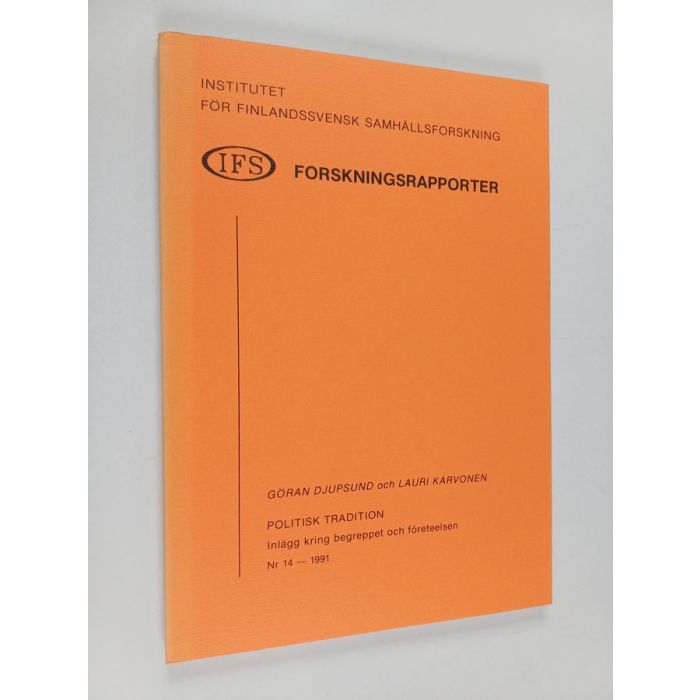 INSTITUTET
FÖR FINLANDSSVENSK SAMHÄLLSFORSKNING
IFS
FORSKNINGSRAPPORTER
GÖRAN DJUPSUND och LAURI KARVONEN
POLITISK TRADITION
Inlägg kring begreppet och företeelsen
Nr 14 — 1991